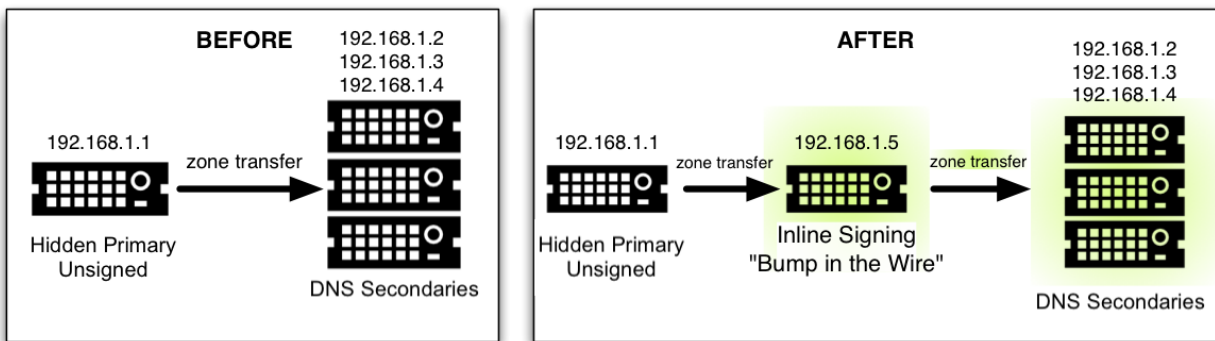 BEFORE
192.168.1.2
192.168.1.3
192.168.1.4
192.168.1.1
zone transfer
Hidden Primary
Unsigned
DNS Secondaries
AFTER
192.168.1.2
192.168.1.3
192.168.1.4
192.168.1.1
zone transfer
192.168.1.5
zone transfer
Hidden Primary
Unsigned
Inline Signing
"Bump in the Wire"
DNS Secondaries